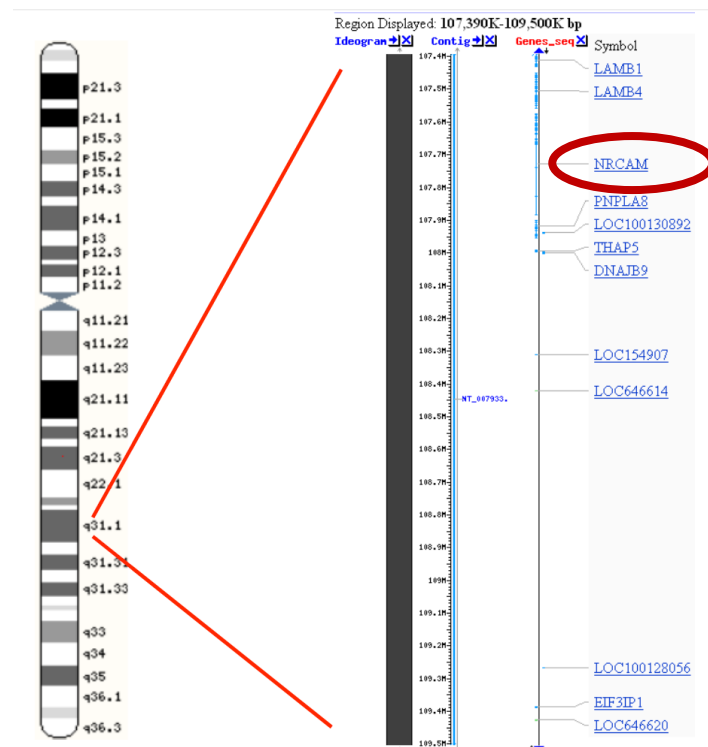 Region Displayed: 107,390K-109,500K bp
Ideogram Contig Genes_seq Symbol
p21.3
p21.1
p15.3
p15.2
p15.1
p14.3
p14.1
p13
p12.3
p12.1
p11.2
q11.21
q11.22
q11.23
q21.11
q21.13
q21.3
q22.1
q31.1
q31.31
q31.33
q33
q34
q35
q36.1
q36.3
107.4M
107.5M
107.6M
107.7M
107.8M
107.9M
108M
108.1M
108.2M
108.3M
108.4M
108.5M
108.6M
108.7M
108.8M
108.9M
109M
109.1M
109.2M
109.3M
109.4M
109.5M
NT_007933.
LAMB1
LAMB4
NRCAM
PNPLA8
LOC100130892
THAP5
DNAJB9
LOC154907
LOC646614
LOC100128056
EIF3IP1
LOC646620